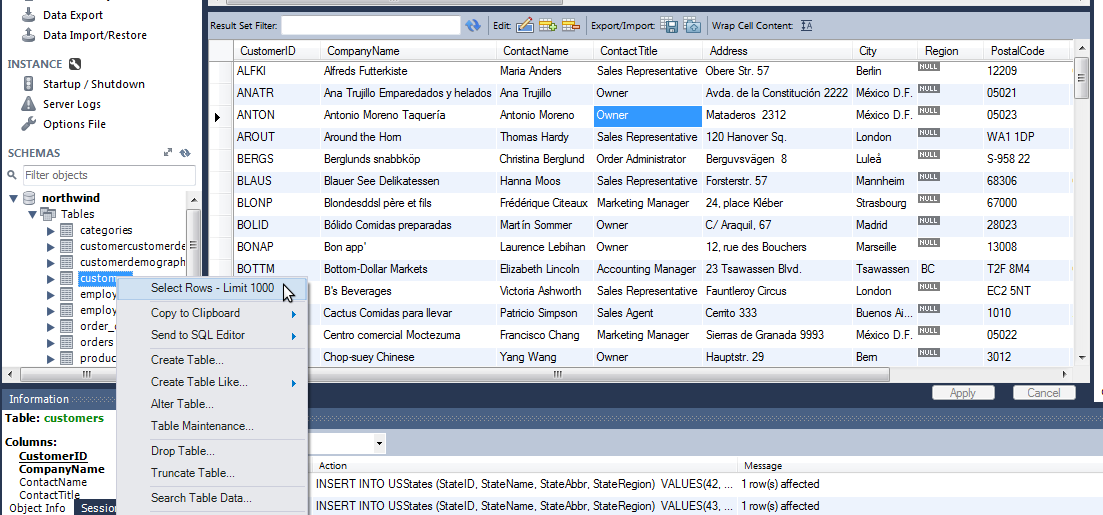 Data Export
Data Import/Restore
INSTANCE
Startup / Shutdown
Server Logs
Options File
SCHEMAS
Filter objects
northwind
Tables
categories
customercustomerde
customerdemograph
custome
employ
employ
order_d
orders
produc
Result Set Filter: Edit: Export/Import: Wrap Cell Content:
CustomerID CompanyName ContactName ContactTitle Address City Region PostalCode
ALFKI Alfreds Futterkiste Maria Anders Sales Representative Obere Str. 57 Berlin NULL 12209
ANATR Ana Trujillo Emparedados y helados Ana Trujillo Owner Avda. de la Constitución 2222 México D.F. NULL 05021
ANTON Antonio Moreno Taquería Antonio Moreno Owner Mataderos 2312 México D.F. NULL 05023
AROUT Around the Horn Thomas Hardy Sales Representative 120 Hanover Sq. London NULL WA1 1DP
BERGS Berglunds snabbköp Christina Berglund Order Administrator Berguvsvägen 8 Luleå NULL S-958 22
BLAUS Blauer See Delikatessen Hanna Moos Sales Representative Forsterstr. 57 Mannheim NULL 68306
BLONP Blondesddsl père et fils Frédérique Citeaux Marketing Manager 24, place Kléber Strasbourg NULL 67000
BOLID Bólido Comidas preparadas Martín Sommer Owner C/ Araquil, 67 Madrid NULL 28023
BONAP Bon app' Laurence Lebihan Owner 12, rue des Bouchers Marseille NULL 13008
BOTTM Bottom-Dollar Markets Elizabeth Lincoln Accounting Manager 23 Tsawassen Blvd. Tsawassen BC T2F 8M4
B's Beverages Victoria Ashworth Sales Representative Fauntleroy Circus London NULL EC2 5NT
Cactus Comidas para llevar Patricio Simpson Sales Agent Cerrito 333 Buenos Ai... NULL 1010
Centro comercial Moctezuma Francisco Chang Marketing Manager Sierras de Granada 9993 México D.F. NULL 05022
Chop-suey Chinese Yang Wang Owner Hauptstr. 29 Bern NULL 3012
Select Rows - Limit 1000
Copy to Clipboard
Send to SQL Editor
Create Table...
Create Table Like...
Alter Table...
Table Maintenance...
Drop Table...
Truncate Table...
Search Table Data...
Apply Cancel
Information
Table: customers
Columns:
CustomerID
CompanyName
ContactName
ContactTitle
Object Info Session
Action Message
INSERT INTO USStates (StateID, StateName, StateAbbr, StateRegion) VALUES(42, ... 1 row(s) affected
INSERT INTO USStates (StateID, StateName, StateAbbr, StateRegion) VALUES(43, ... 1 row(s) affected